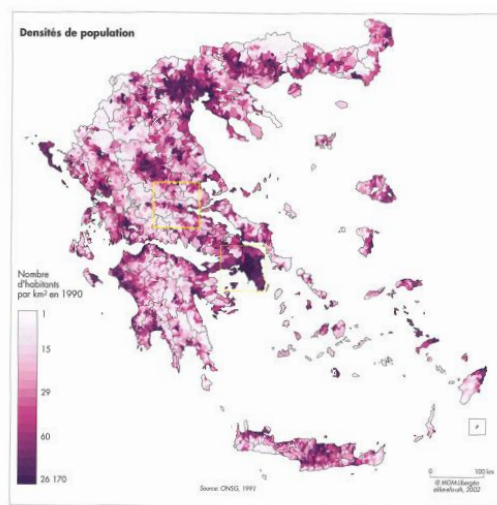 Densités de population
Nombre
d'habitants
par km² en 1990
1
15
29
60
26 170
Source: ONSG, 1991
0 100 km
2002